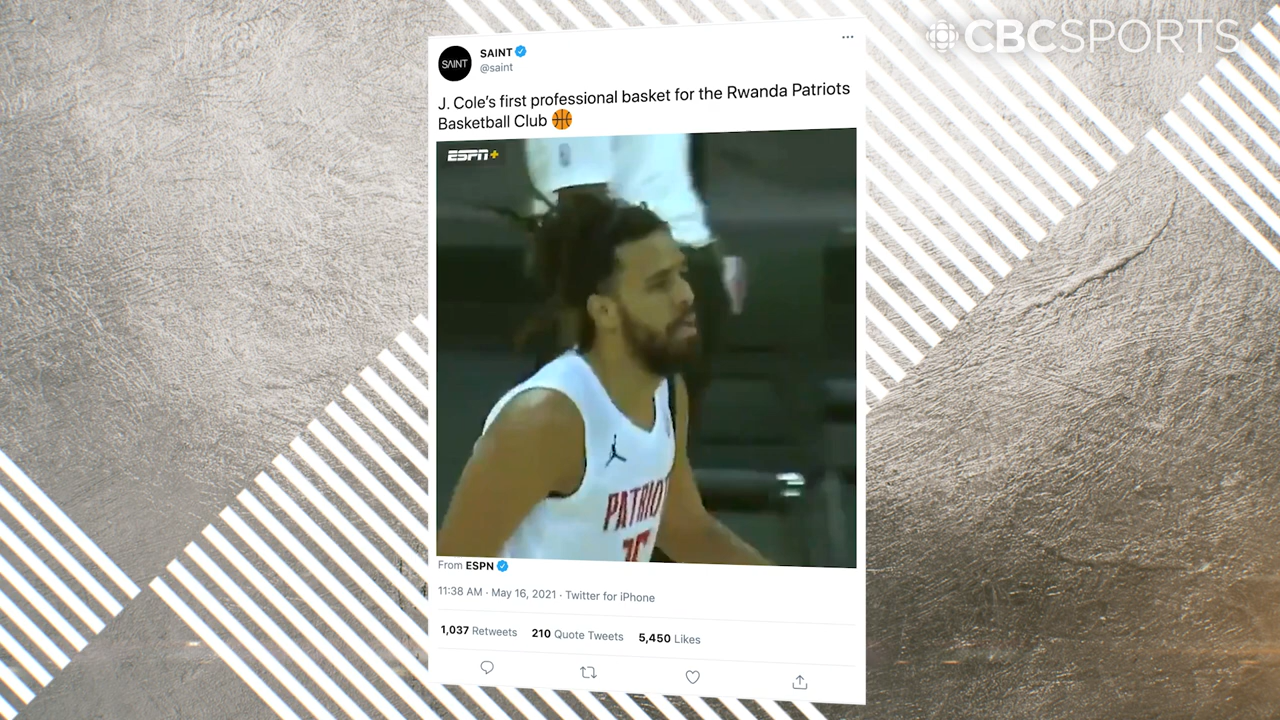 CBCSPORTS
SAINT
SAINT
@saint
J. Cole's first professional basket for the Rwanda Patriots
Basketball Club
ESPN+
From ESPN
11:38 AM · May 16, 2021 · Twitter for iPhone
1,037 Retweets 210 Quote Tweets 5,450 Likes